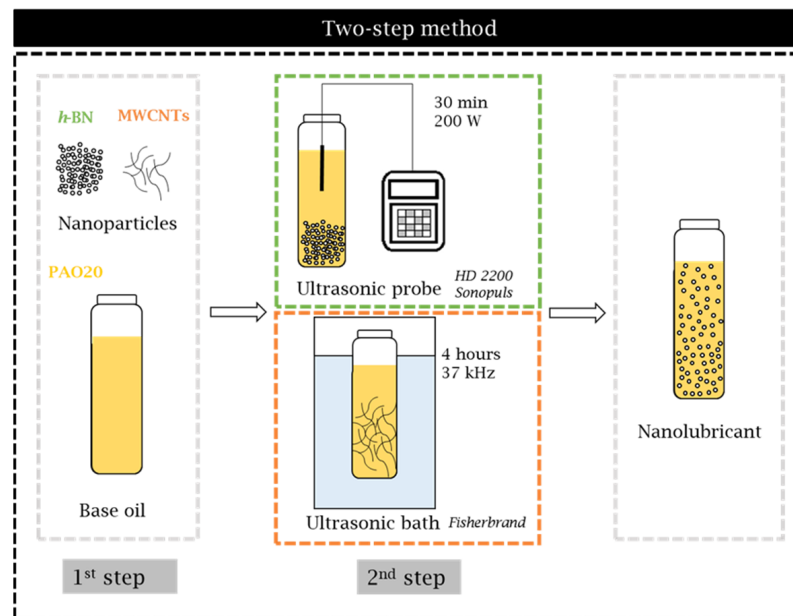 Two-step method
h-BN
MWCNTs
Nanoparticles
PAO20
Base oil
1st step
30 min
200 W
Ultrasonic probe
HD 2200
Sonopuls
4 hours
37 kHz
Ultrasonic bath
Fisherbrand
2nd step
Nanolubricant